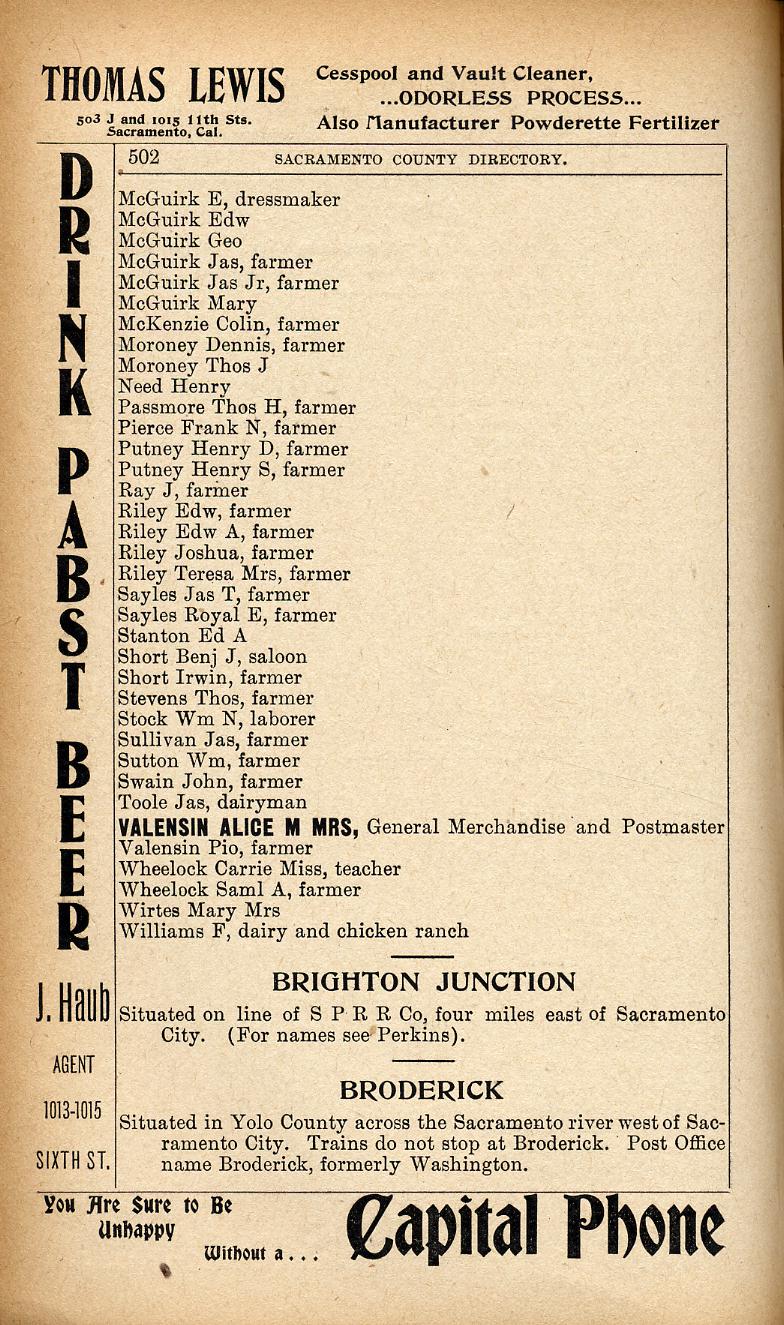 THOMAS LEWIS
503 J and 1015 11th Sts.
Sacramento, Cal.
Cesspool and Vault Cleaner,
...ODORLESS PROCESS...
Also Manufacturer Powderette Fertilizer
502 SACRAMENTO COUNTY DIRECTORY.
McGuirk E, dressmaker
McGuirk Edw
McGuirk Geo
McGuirk Jas, farmer
McGuirk Jas Jr, farmer
McGuirk Mary
McKenzie Colin, farmer
Moroney Dennis, farmer
Moroney Thos J
Need Henry
Passmore Thos H, farmer
Pierce Frank N, farmer
Putney Henry D, farmer
Putney Henry S, farmer
Ray J, farmer
Riley Edw, farmer
Riley Edw A, farmer
Riley Joshua, farmer
Riley Teresa Mrs, farmer
Sayles Jas T, farmer
Sayles Royal E, farmer
Stanton Ed A
Short Benj J, saloon
Short Irwin, farmer
Stevens Thos, farmer
Stock Wm N, laborer
Sullivan Jas, farmer
Sutton Wm, farmer
Swain John, farmer
Toole Jas, dairyman
VALENSIN ALICE M MRS, General Merchandise and Postmaster
Valensin Pio, farmer
Wheelock Carrie Miss, teacher
Wheelock Saml A, farmer
Wirtes Mary Mrs
Williams F, dairy and chicken ranch
BRIGHTON JUNCTION
Situated on line of S P R R Co, four miles east of Sacramento
City. (For names see Perkins).
BRODERICK
Situated in Yolo County across the Sacramento river west of Sac-
ramento City. Trains do not stop at Broderick. Post Office
name Broderick, formerly Washington.
DRINK PABST BEER
J. Haub
AGENT
1013-1015
SIXTH ST.
You Are Sure to Be
Unhappy
Without a...
Capital Phone